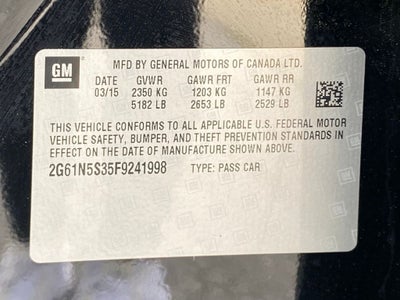 GM
MFD BY GENERAL MOTORS OF CANADA LTD.
DATE GVWR GAWR FRT GAWR RR
03/15 2350 KG 1203 KG 1147 KG
5182 LB 2653 LB 2529 LB
THIS VEHICLE CONFORMS TO ALL APPLICABLE U.S. FEDERAL MOTOR
VEHICLE SAFETY, BUMPER, AND THEFT PREVENTION STANDARDS IN
EFFECT ON THE DATE OF MANUFACTURE SHOWN ABOVE.
2G61N5S35F9241998 TYPE: PASS CAR